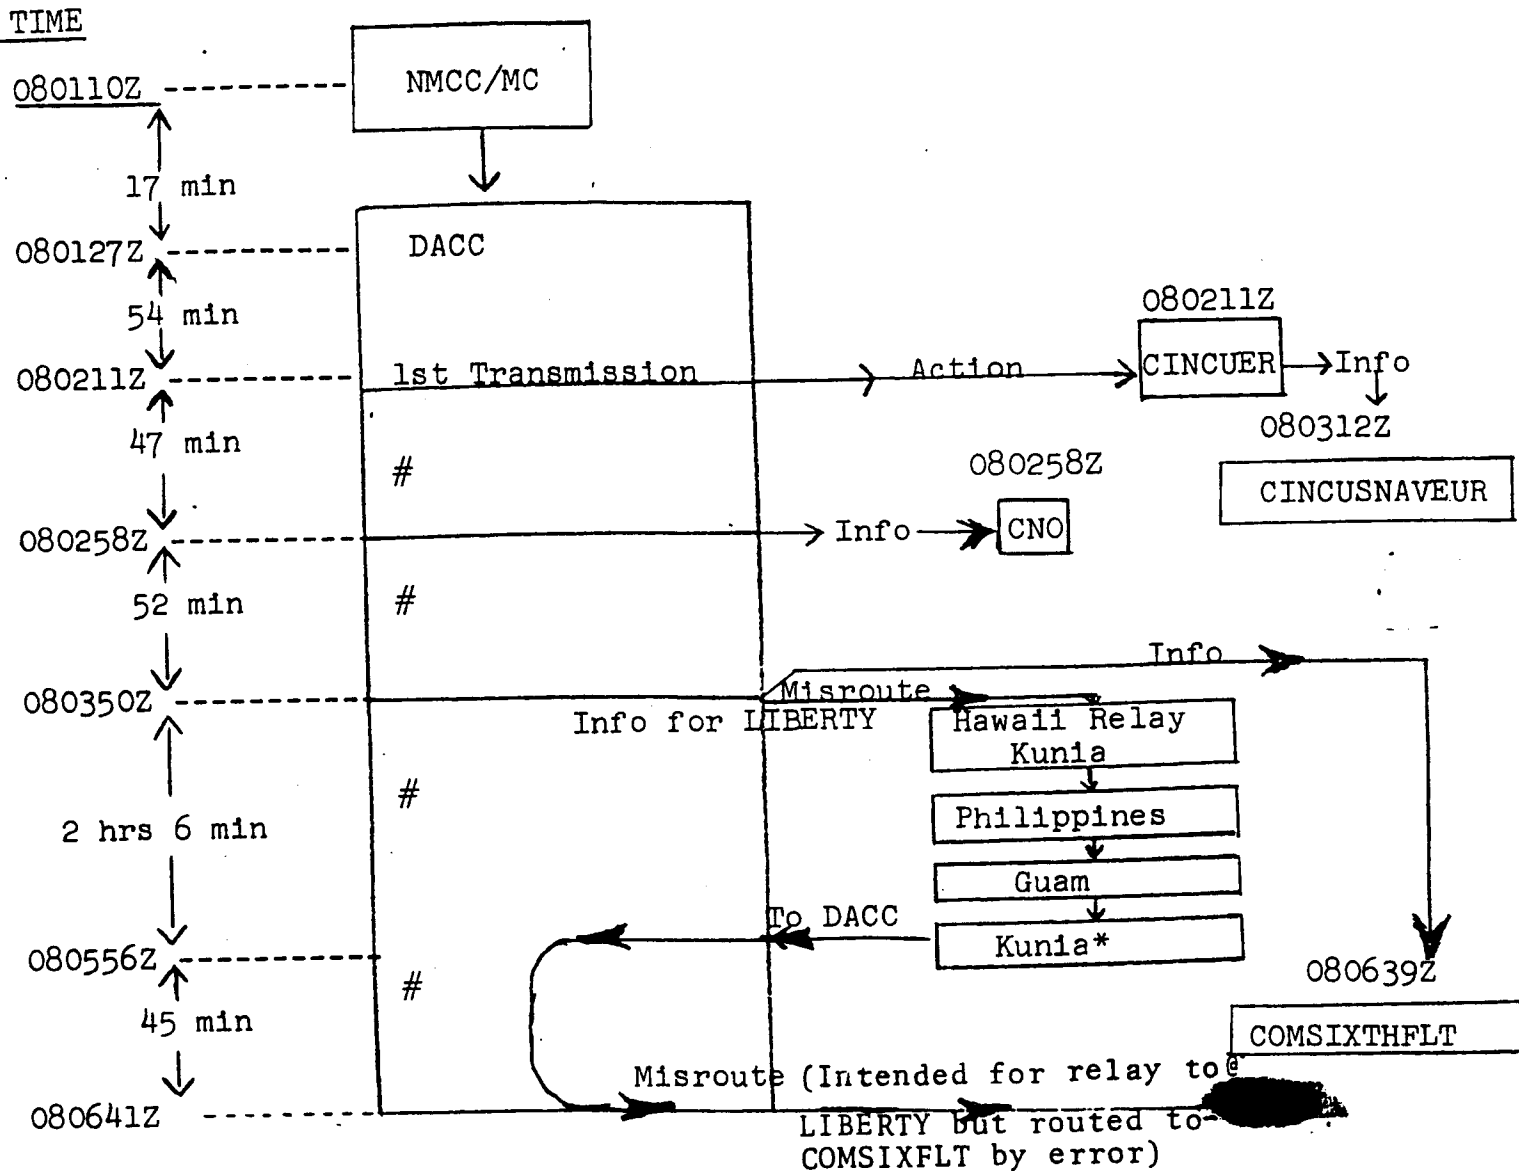 TIME
080110Z
NMCC/MC
17 min
080127Z
DACC
54 min
080211Z
CINCUER
Info
080211Z
1st Transmission
Action
47 min
#
080312Z
CINCUSNAVEUR
080258Z
080258Z
Info
CNO
52 min
#
Info
080350Z
Misroute
Info for LIBERTY
Hawaii Relay
Kunia
#
Philippines
2 hrs 6 min
Guam
To DACC
Kunia*
080556Z
#
080639Z
COMSIXTHFLT
45 min
Misroute (Intended for relay to @
080641Z
LIBERTY but routed to
COMSIXFLT by error)